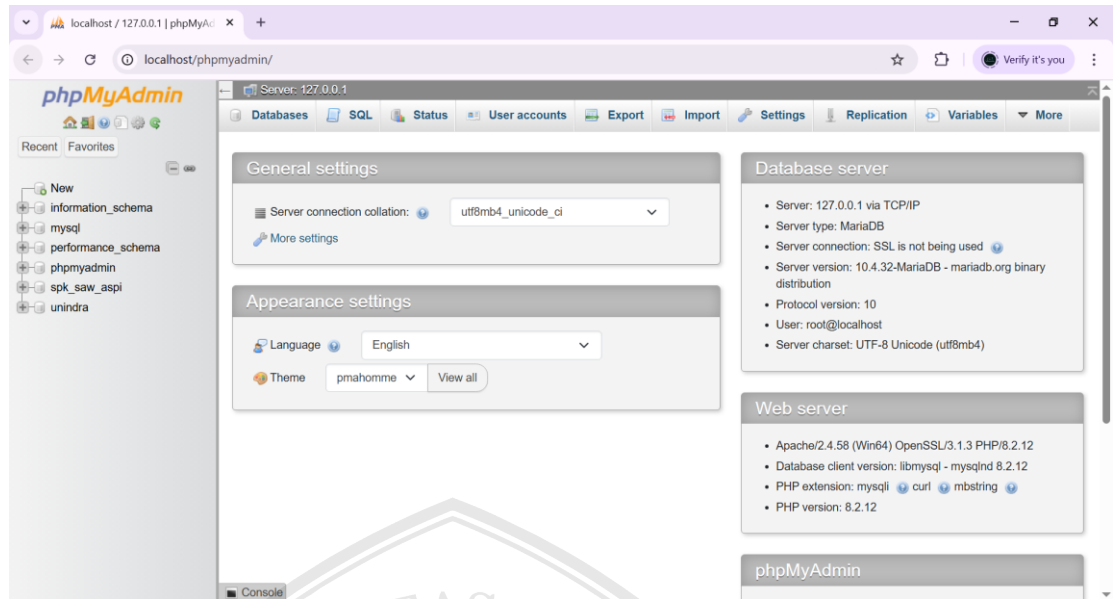 localhost / 127.0.0.1 | phpMyAd
localhost/phpmyadmin/
Verify it's you
phpMyAdmin
Recent Favorites
New
information_schema
mysql
performance_schema
phpmyadmin
spk_saw_aspi
unindra
Server: 127.0.0.1
Databases SQL Status User accounts Export Import Settings Replication Variables More
General settings
Server connection collation: utf8mb4_unicode_ci
More settings
Appearance settings
Language English
Theme pmahomme View all
Database server
Server: 127.0.0.1 via TCP/IP
Server type: MariaDB
Server connection: SSL is not being used
Server version: 10.4.32-MariaDB - mariadb.org binary
distribution
Protocol version: 10
User: root@localhost
Server charset: UTF-8 Unicode (utf8mb4)
Web server
Apache/2.4.58 (Win64) OpenSSL/3.1.3 PHP/8.2.12
Database client version: libmysql - mysqlnd 8.2.12
PHP extension: mysqli curl mbstring
PHP version: 8.2.12
phpMyAdmin
Console